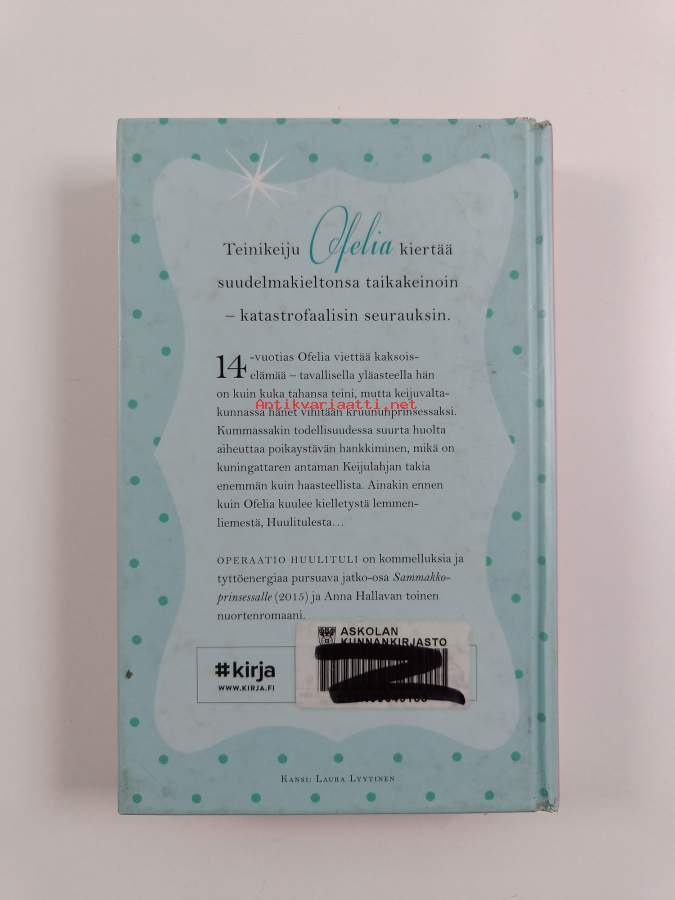 Teinikeiju Ofelia kiertää
suudelmakieltonsa taikakeinoin
– katastrofaalisin seurauksin.
14-vuotias Ofelia viettää kaksois-
elämää – tavallisella yläasteella hän
on kuin kuka tahansa teini, mutta keijuvalta-
Antikvariaatti.net
kunnassa hänet vihitään kruununprinsessaksi.
Kummassakin todellisuudessa suurta huolta
aiheuttaa poikaystävän hankkiminen, mikä on
kuningattaren antaman Keijulahjan takia
enemmän kuin haasteellista. Ainakin ennen
kuin Ofelia kuulee kielletystä lemmen-
liemestä, Huulitulesta…
OPERAATIO HUULITULI on kommelluksia ja
tyttöenergiaa pursuava jatko-osa Sammakko-
prinsessalle (2015) ja Anna Hallavan toinen
nuortenromaani.
ASKOLAN
KUNNANKIRJASTO
#kirja
WWW.KIRJA.FI
KANSI: LAURA LYYTINEN